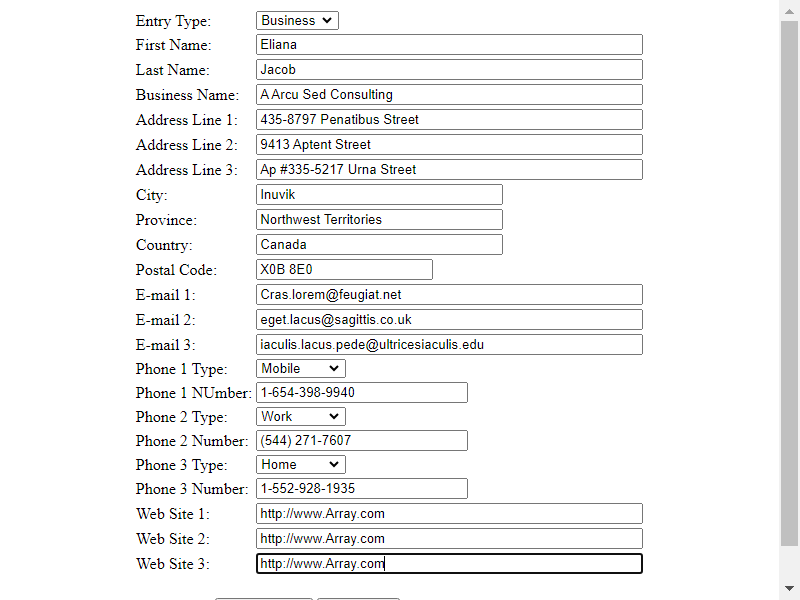 Entry Type: Business
First Name: Eliana
Last Name: Jacob
Business Name: A Arcu Sed Consulting
Address Line 1: 435-8797 Penatibus Street
Address Line 2: 9413 Aptent Street
Address Line 3: Ap #335-5217 Urna Street
City: Inuvik
Province: Northwest Territories
Country: Canada
Postal Code: X0B 8E0
E-mail 1: Cras.lorem@feugiat.net
E-mail 2: eget.lacus@sagittis.co.uk
E-mail 3: iaculis.lacus.pede@ultricesiaculis.edu
Phone 1 Type: Mobile
Phone 1 NUmber: 1-654-398-9940
Phone 2 Type: Work
Phone 2 Number: (544) 271-7607
Phone 3 Type: Home
Phone 3 Number: 1-552-928-1935
Web Site 1: http://www.Array.com
Web Site 2: http://www.Array.com
Web Site 3: http://www.Array.com